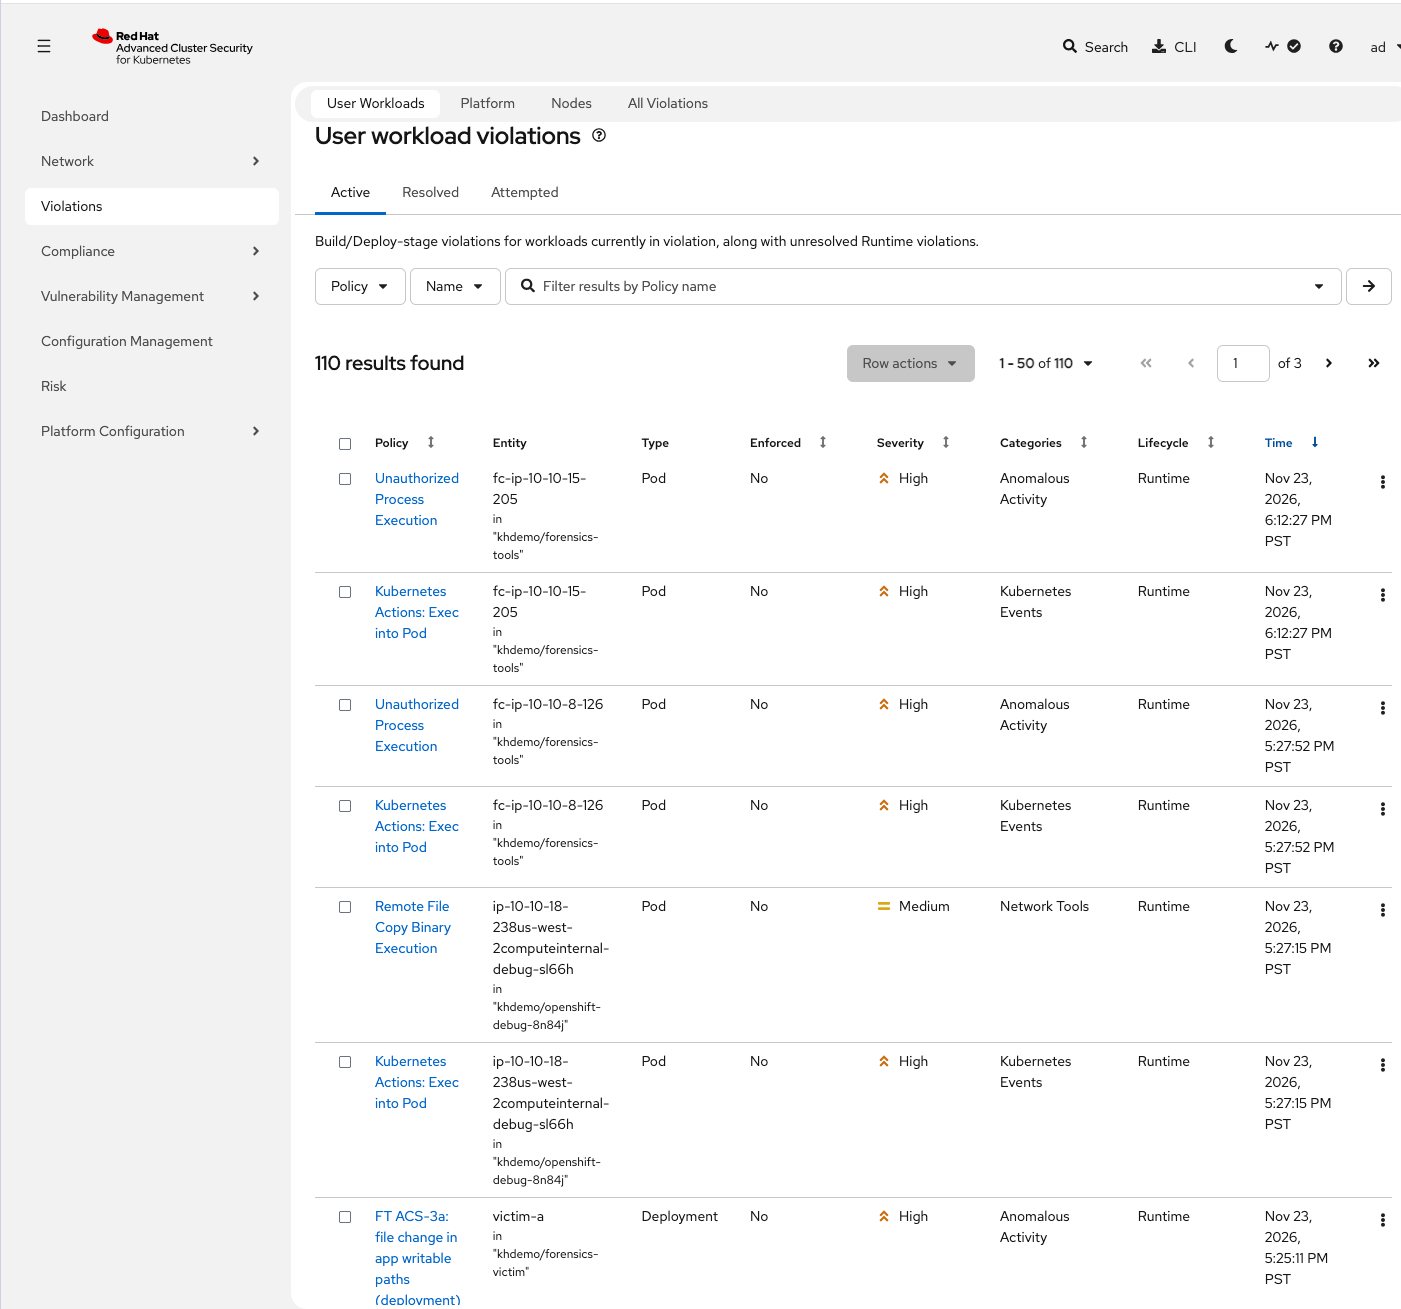 Red Hat
Advanced Cluster Security
for Kubernetes
Search
CLI
ad
Dashboard
Network
Violations
Compliance
Vulnerability Management
Configuration Management
Risk
Platform Configuration
User Workloads
Platform
Nodes
All Violations
User workload violations
Active
Resolved
Attempted
Build/Deploy-stage violations for workloads currently in violation, along with unresolved Runtime violations.
Policy
Name
Filter results by Policy name
110 results found
Row actions
1 - 50 of 110
1
of 3
Policy
Entity
Type
Enforced
Severity
Categories
Lifecycle
Time
Unauthorized
Process
Execution
fc-ip-10-10-15-
205
in
"khdemo/forensics-
tools"
Pod
No
High
Anomalous
Activity
Runtime
Nov 23,
2026,
6:12:27 PM
PST
Kubernetes
Actions: Exec
into Pod
fc-ip-10-10-15-
205
in
"khdemo/forensics-
tools"
Pod
No
High
Kubernetes
Events
Runtime
Nov 23,
2026,
6:12:27 PM
PST
Unauthorized
Process
Execution
fc-ip-10-10-8-126
in
"khdemo/forensics-
tools"
Pod
No
High
Anomalous
Activity
Runtime
Nov 23,
2026,
5:27:52 PM
PST
Kubernetes
Actions: Exec
into Pod
fc-ip-10-10-8-126
in
"khdemo/forensics-
tools"
Pod
No
High
Kubernetes
Events
Runtime
Nov 23,
2026,
5:27:52 PM
PST
Remote File
Copy Binary
Execution
ip-10-10-18-
238us-west-
2computeinternal-
debug-sl66h
in
"khdemo/openshift-
debug-8n84j"
Pod
No
Medium
Network Tools
Runtime
Nov 23,
2026,
5:27:15 PM
PST
Kubernetes
Actions: Exec
into Pod
ip-10-10-18-
238us-west-
2computeinternal-
debug-sl66h
in
"khdemo/openshift-
debug-8n84j"
Pod
No
High
Kubernetes
Events
Runtime
Nov 23,
2026,
5:27:15 PM
PST
FT ACS-3a:
file change in
app writable
paths
(deployment)
victim-a
in
"khdemo/forensics-
victim"
Deployment
No
High
Anomalous
Activity
Runtime
Nov 23,
2026,
5:25:11 PM
PST